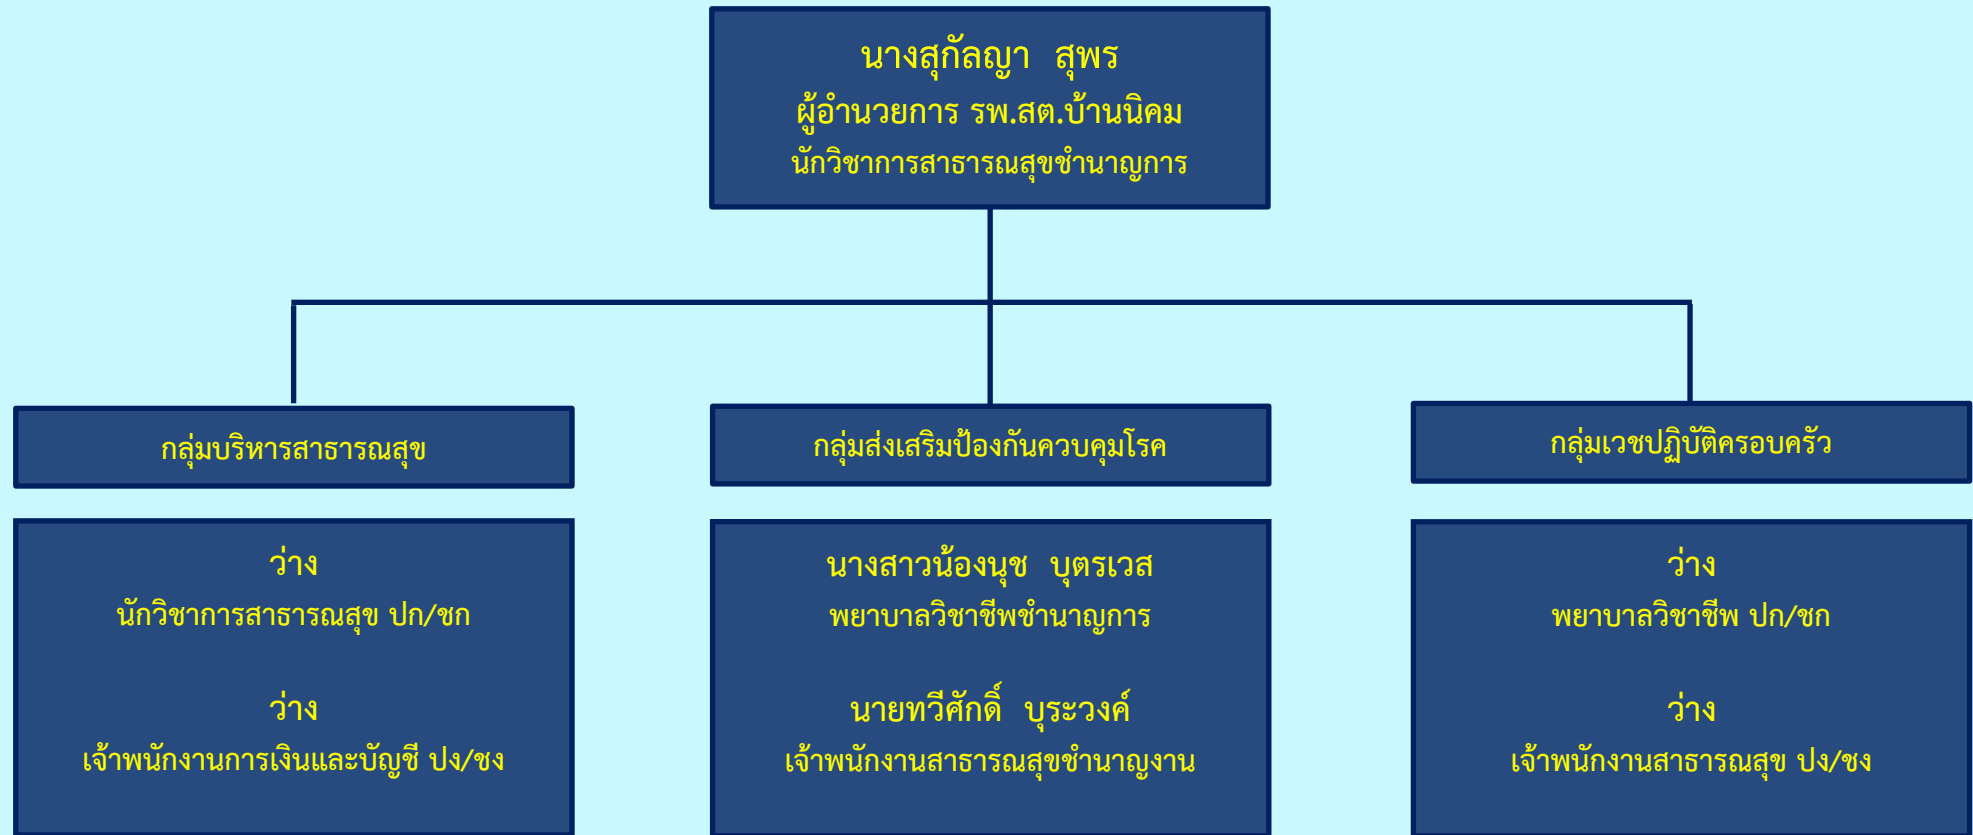 นางสุกัลญา สุพร
ผู้อำนวยการ รพ.สต.บ้านนิคม
นักวิชาการสาธารณสุขชำนาญการ
กลุ่มบริหารสาธารณสุข
กลุ่มส่งเสริมป้องกันควบคุมโรค
กลุ่มเวชปฏิบัติครอบครัว
ว่าง
นักวิชาการสาธารณสุข ปก/ชก
ว่าง
เจ้าพนักงานการเงินและบัญชี ปง/ชง
นางสาวน้องนุช บุตรเวส
พยาบาลวิชาชีพชำนาญการ
นายทวีศักดิ์ บุระวงค์
เจ้าพนักงานสาธารณสุขชำนาญงาน
ว่าง
พยาบาลวิชาชีพ ปก/ชก
ว่าง
เจ้าพนักงานสาธารณสุข ปง/ชง